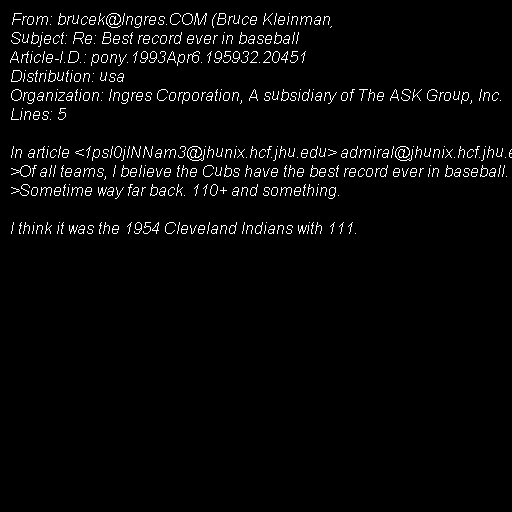 From: brucek@Ingres.COM (Bruce Kleinman,
Subject: Re: Best record ever in baseball
Article-I.D.: pony.1993Apr6.195932.20451
Distribution: usa
Organization: Ingres Corporation, A subsidiary of The ASK Group, Inc.
Lines: 5

In article <1psl0jINNam3@jhunix.hcf.jhu.edu> admiral@jhunix.hcf.jhu.e
>Of all teams, I believe the Cubs have the best record ever in baseball.
>Sometime way far back. 110+ and something.

I think it was the 1954 Cleveland Indians with 111.